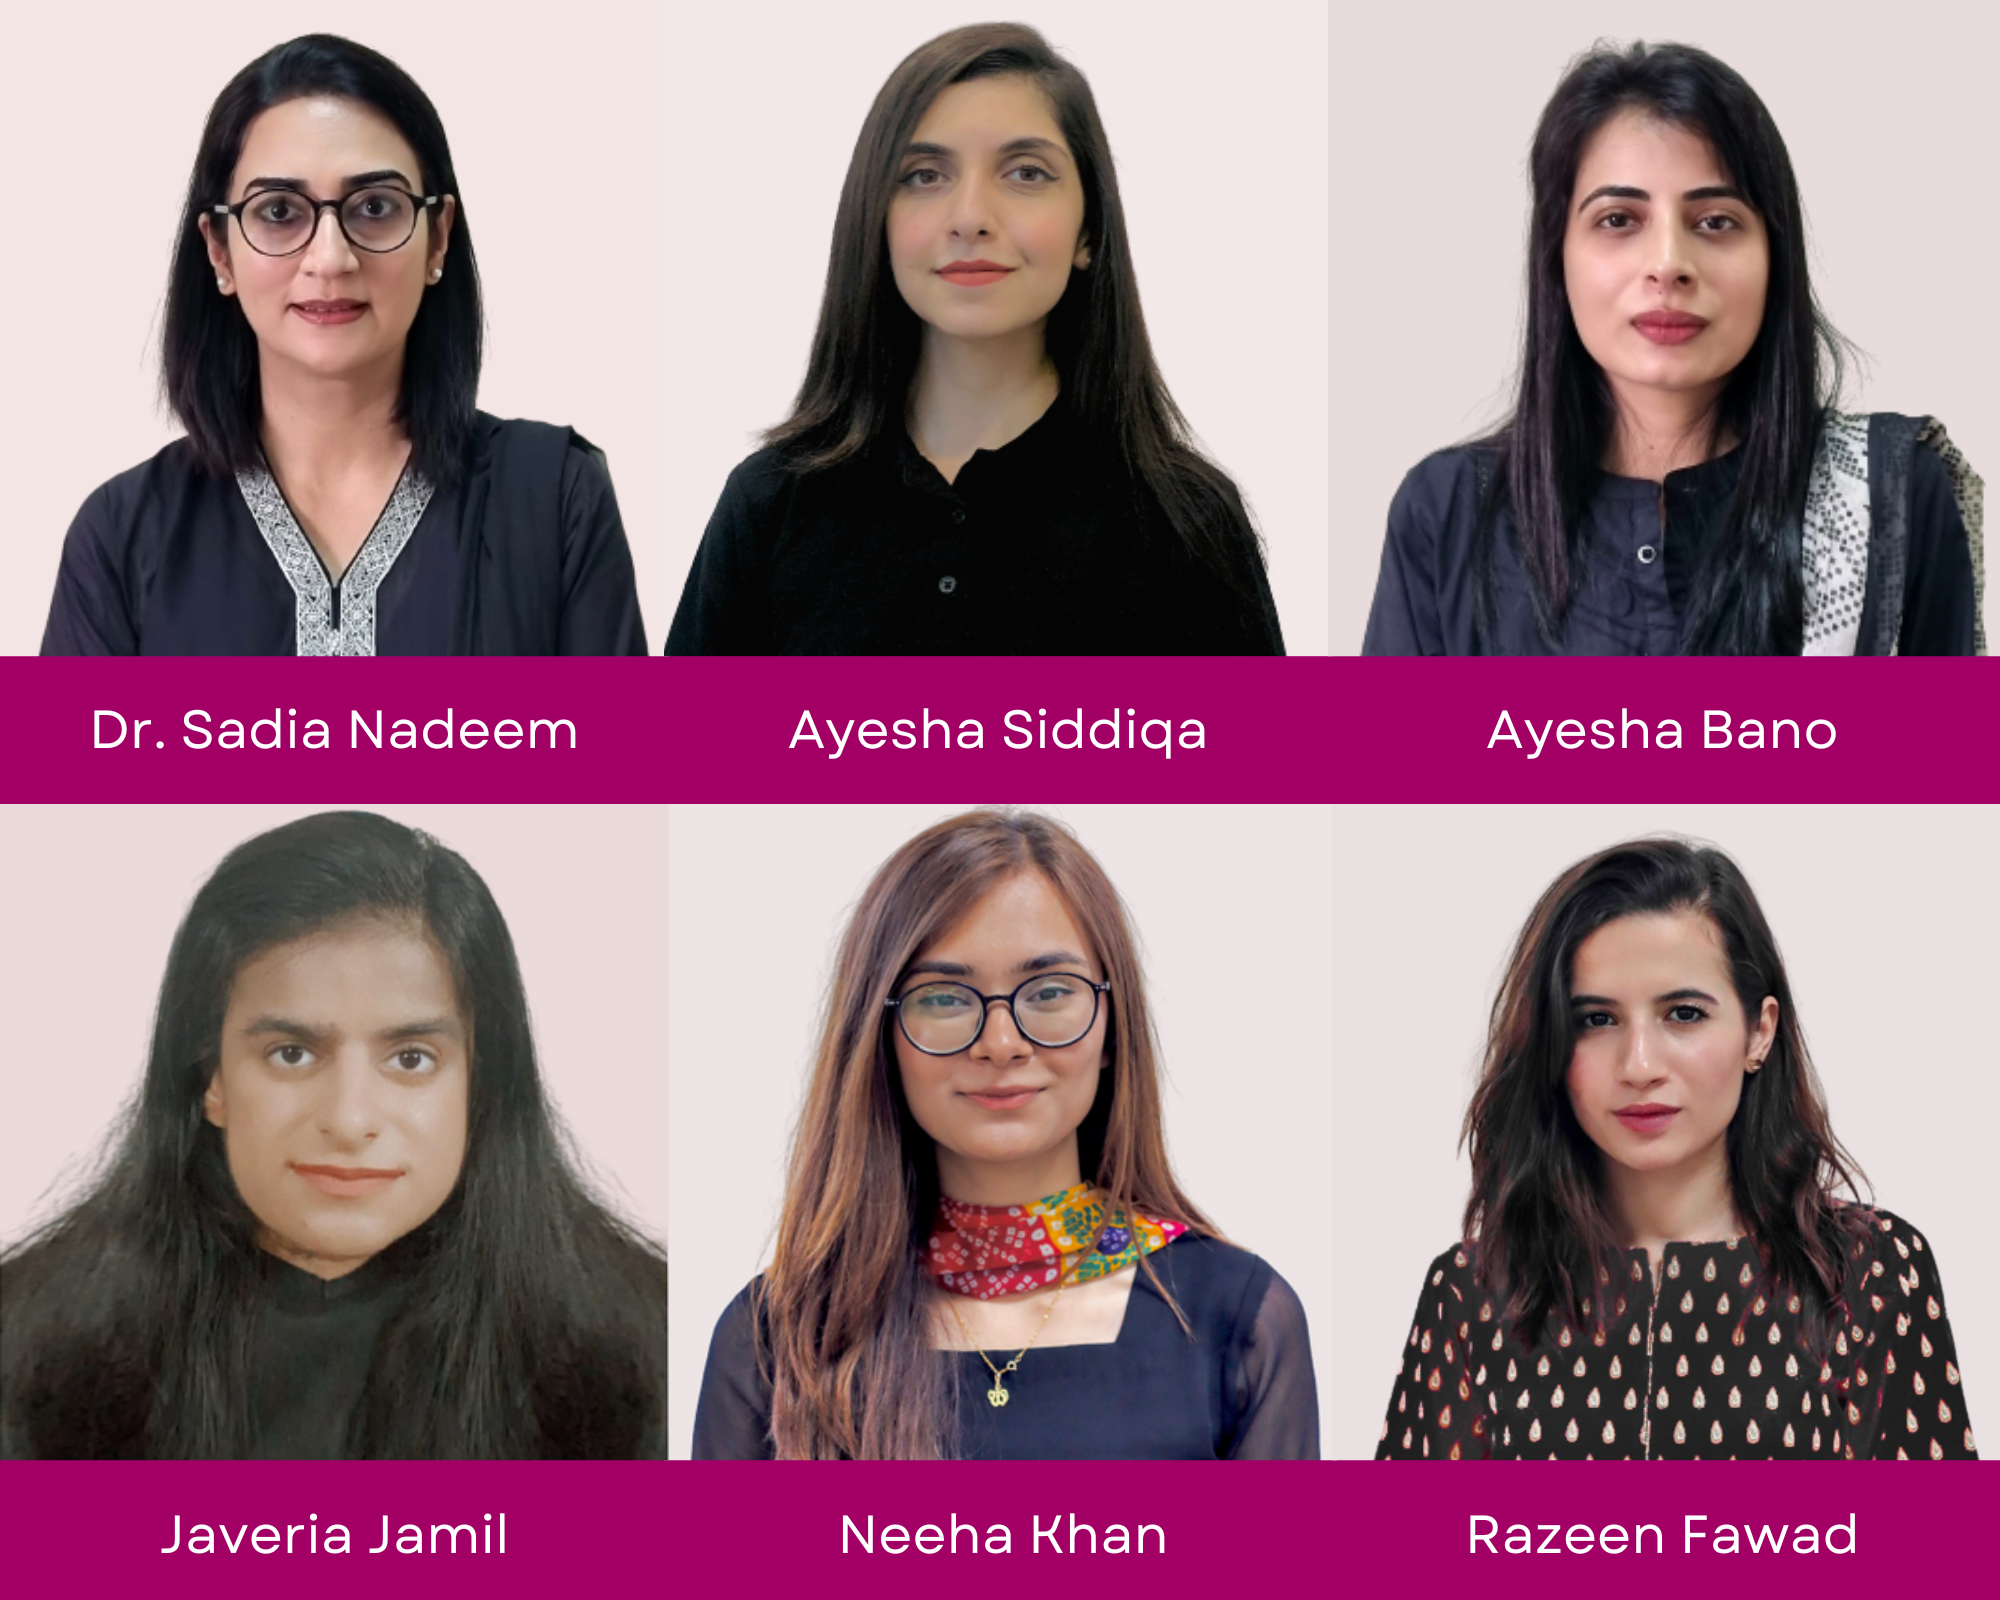 Dr. Sadia Nadeem
Ayesha Siddiqa
Ayesha Bano
Javeria Jamil
Neeha Khan
Razeen Fawad